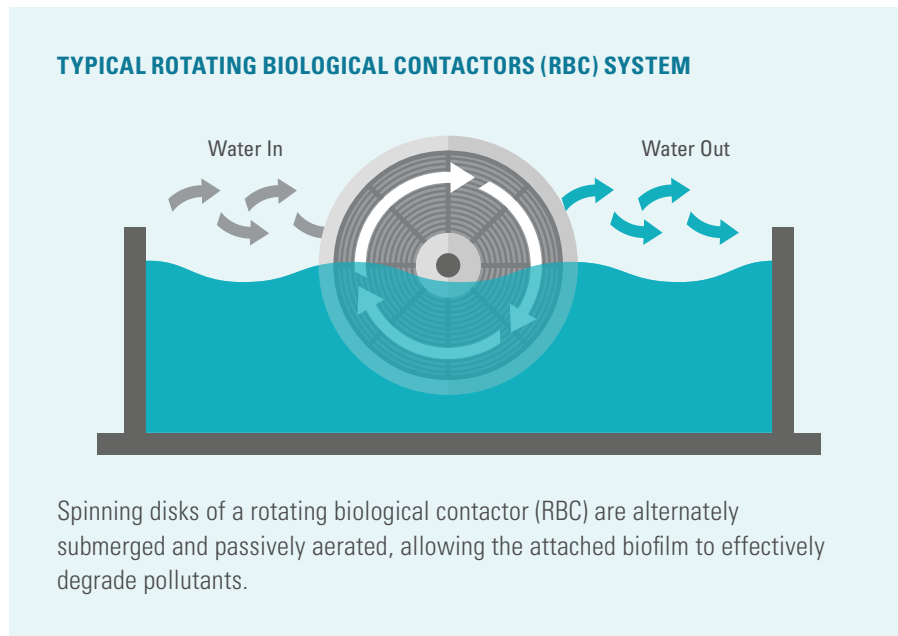 TYPICAL ROTATING BIOLOGICAL CONTACTORS (RBC) SYSTEM
Water In
Water Out
Spinning disks of a rotating biological contactor (RBC) are alternately
submerged and passively aerated, allowing the attached biofilm to effectively
degrade pollutants.